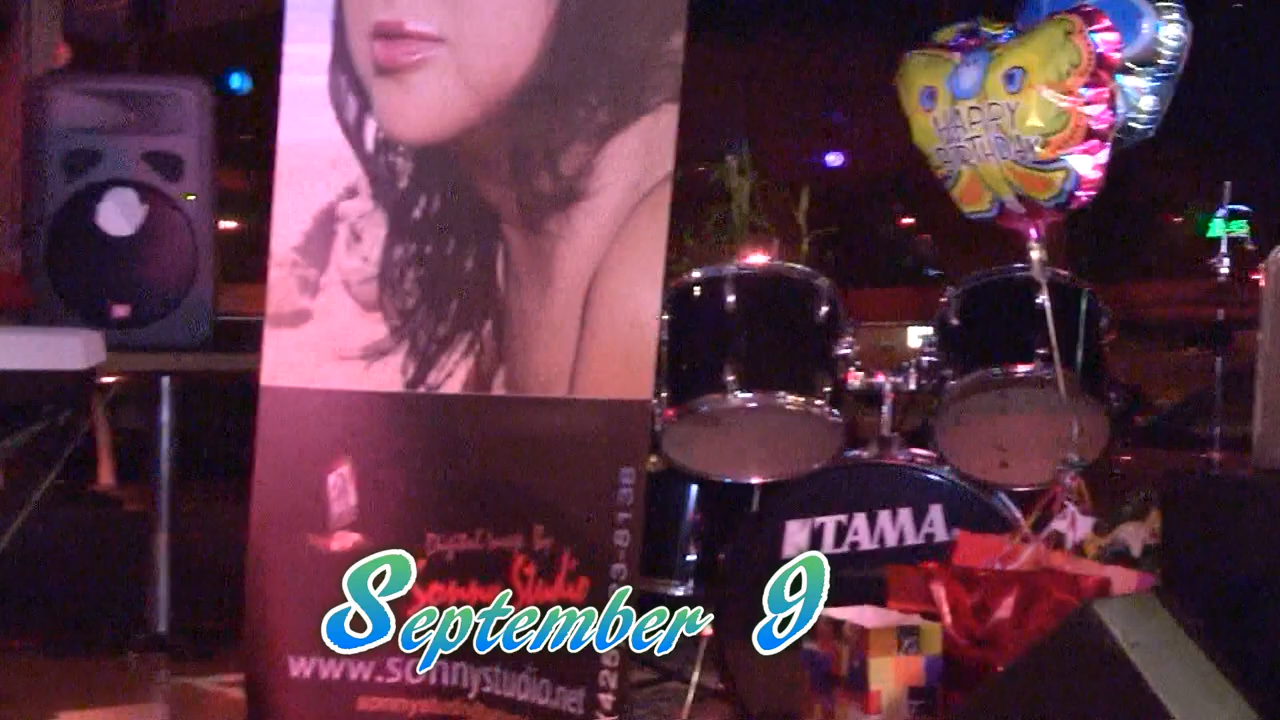 HAPPY
BIRTHDAY
TAMA
Digital Image By
Sonny Studio
September 9
www.sonnystudio.net